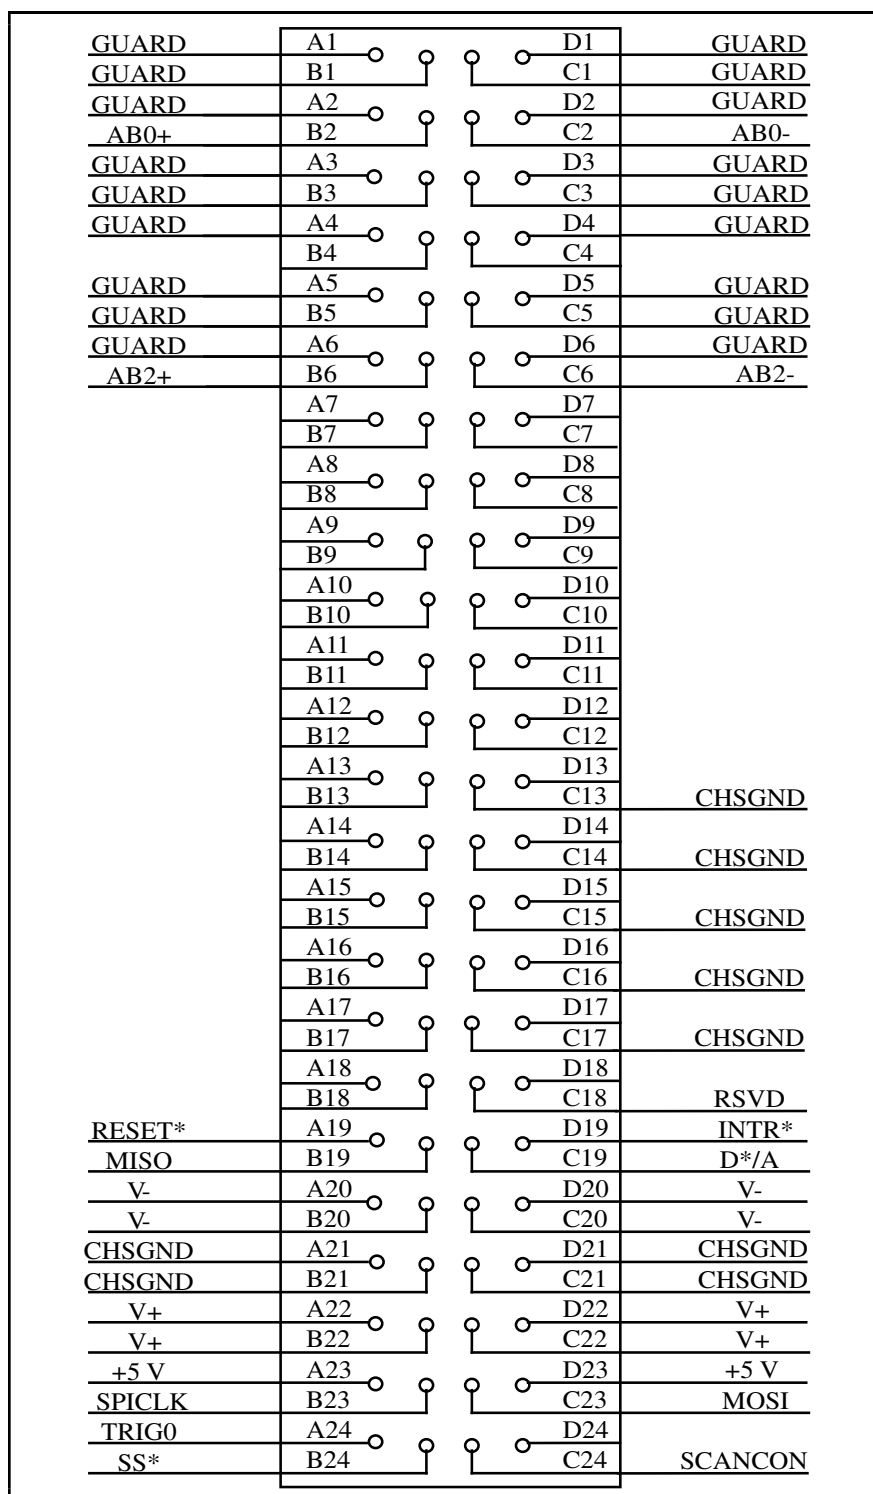 GUARD A1 D1 GUARD
GUARD B1 C1 GUARD
GUARD A2 D2 GUARD
AB0+ B2 C2 AB0-
GUARD A3 D3 GUARD
GUARD B3 C3 GUARD
GUARD A4 D4 GUARD
B4 C4
GUARD A5 D5 GUARD
GUARD B5 C5 GUARD
GUARD A6 D6 GUARD
AB2+ B6 C6 AB2-
A7 D7
B7 C7
A8 D8
B8 C8
A9 D9
B9 C9
A10 D10
B10 C10
A11 D11
B11 C11
A12 D12
B12 C12
A13 D13
B13 C13 CHSGND
A14 D14
B14 C14 CHSGND
A15 D15
B15 C15 CHSGND
A16 D16
B16 C16 CHSGND
A17 D17
B17 C17 CHSGND
A18 D18
B18 C18 RSVD
RESET* A19 D19 INTR*
MISO B19 C19 D*/A
V- A20 D20 V-
V- B20 C20 V-
CHSGND A21 D21 CHSGND
CHSGND B21 C21 CHSGND
V+ A22 D22 V+
V+ B22 C22 V+
+5 V A23 D23 +5 V
SPICLK B23 C23 MOSI
TRIG0 A24 D24
SS* B24 C24 SCANCON